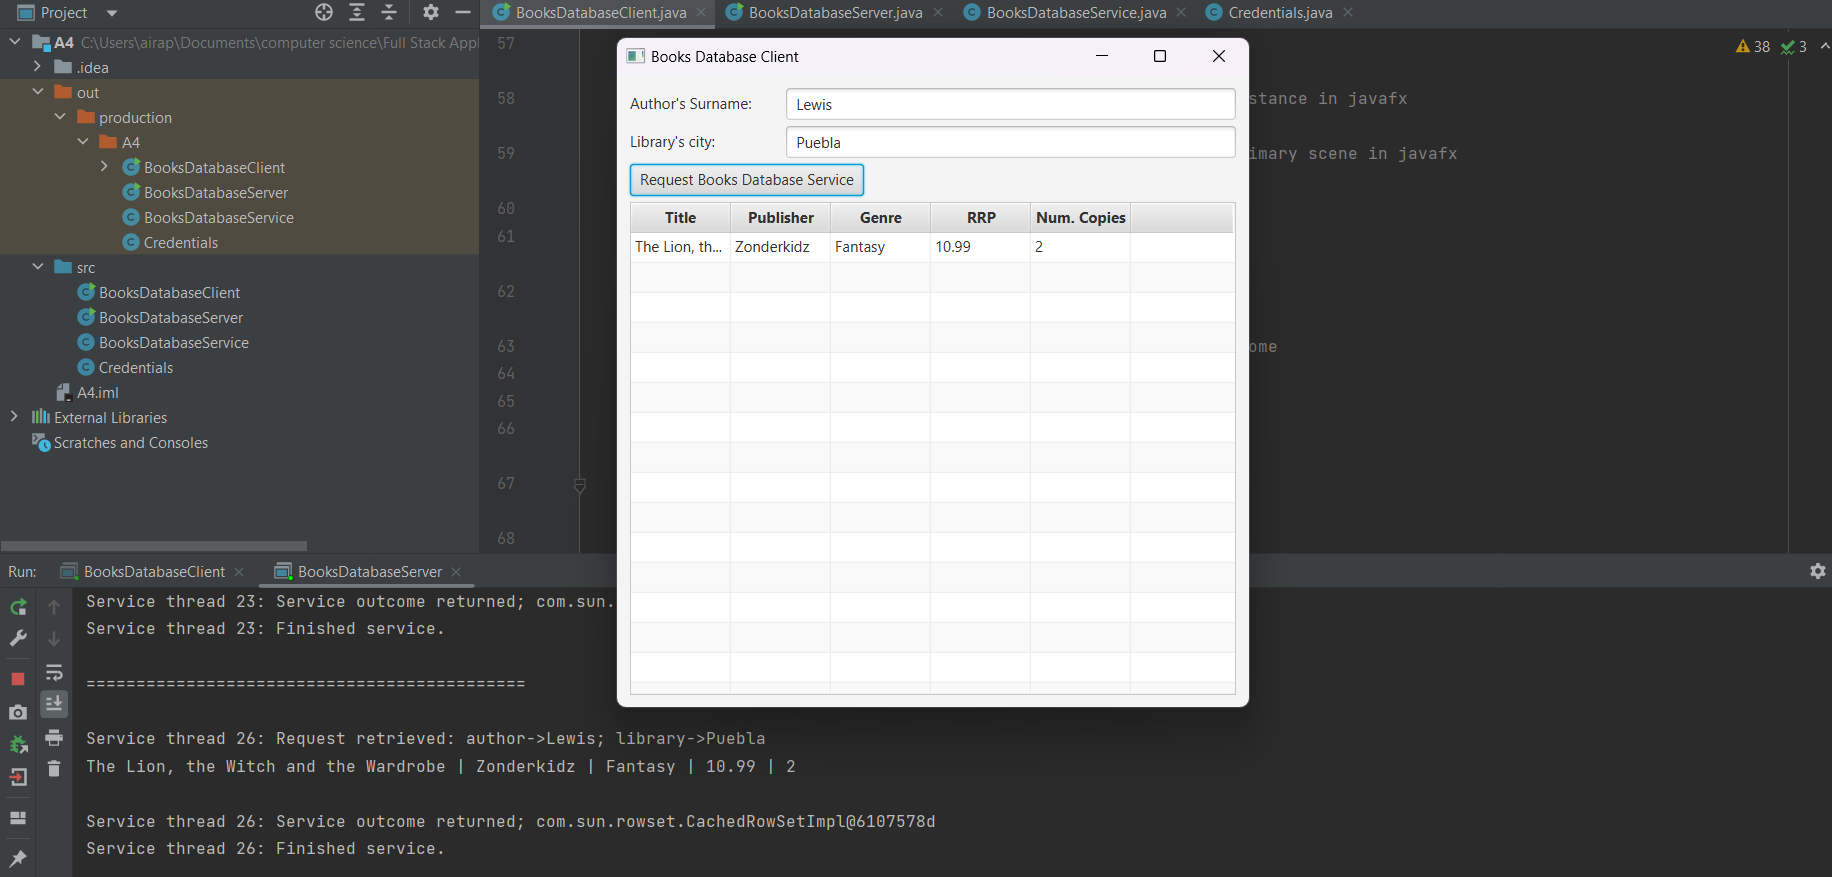 Project
BooksDatabaseClient.java
BooksDatabaseServer.java
BooksDatabaseService.java
Credentials.java
A4 C:\Users\airap\Documents\computer science\Full Stack Appl
.idea
out
production
A4
BooksDatabaseClient
BooksDatabaseServer
BooksDatabaseService
Credentials
src
BooksDatabaseClient
BooksDatabaseServer
BooksDatabaseService
Credentials
A4.iml
External Libraries
Scratches and Consoles
57
58
59
60
61
62
63
64
65
66
67
68
stance in javafx
imary scene in javafx
ome
38 3
Books Database Client
Author's Surname: Lewis
Library's city: Puebla
Request Books Database Service
Title Publisher Genre RRP Num. Copies
The Lion, th... Zonderkidz Fantasy 10.99 2
Run: BooksDatabaseClient BooksDatabaseServer
Service thread 23: Service outcome returned; com.sun.
Service thread 23: Finished service.
============================================
Service thread 26: Request retrieved: author->Lewis; library->Puebla
The Lion, the Witch and the Wardrobe | Zonderkidz | Fantasy | 10.99 | 2
Service thread 26: Service outcome returned; com.sun.rowset.CachedRowSetImpl@6107578d
Service thread 26: Finished service.